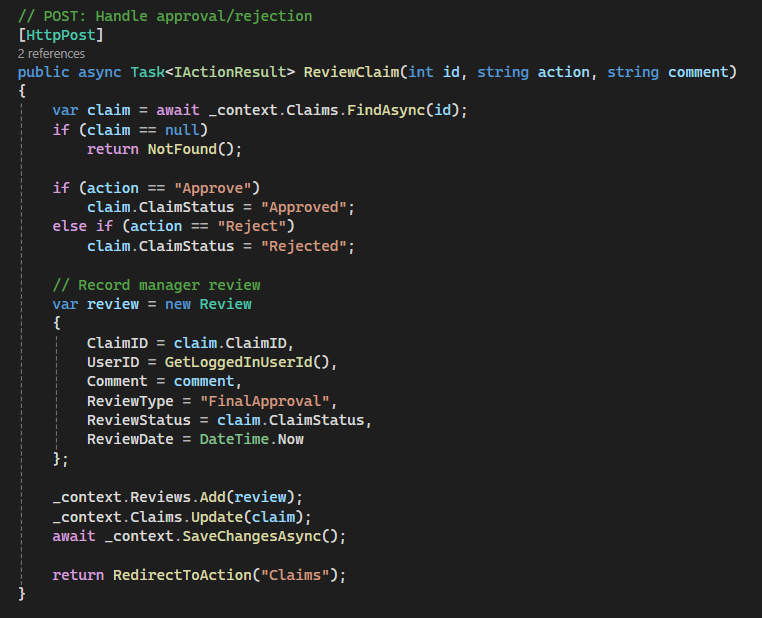 // POST: Handle approval/rejection
[HttpPost]
2 references
public async Task<IActionResult> ReviewClaim(int id, string action, string comment)
{
    var claim = await _context.Claims.FindAsync(id);
    if (claim == null)
        return NotFound();

    if (action == "Approve")
        claim.ClaimStatus = "Approved";
    else if (action == "Reject")
        claim.ClaimStatus = "Rejected";

    // Record manager review
    var review = new Review
    {
        ClaimID = claim.ClaimID,
        UserID = GetLoggedInUserId(),
        Comment = comment,
        ReviewType = "FinalApproval",
        ReviewStatus = claim.ClaimStatus,
        ReviewDate = DateTime.Now
    };

    _context.Reviews.Add(review);
    _context.Claims.Update(claim);
    await _context.SaveChangesAsync();

    return RedirectToAction("Claims");
}